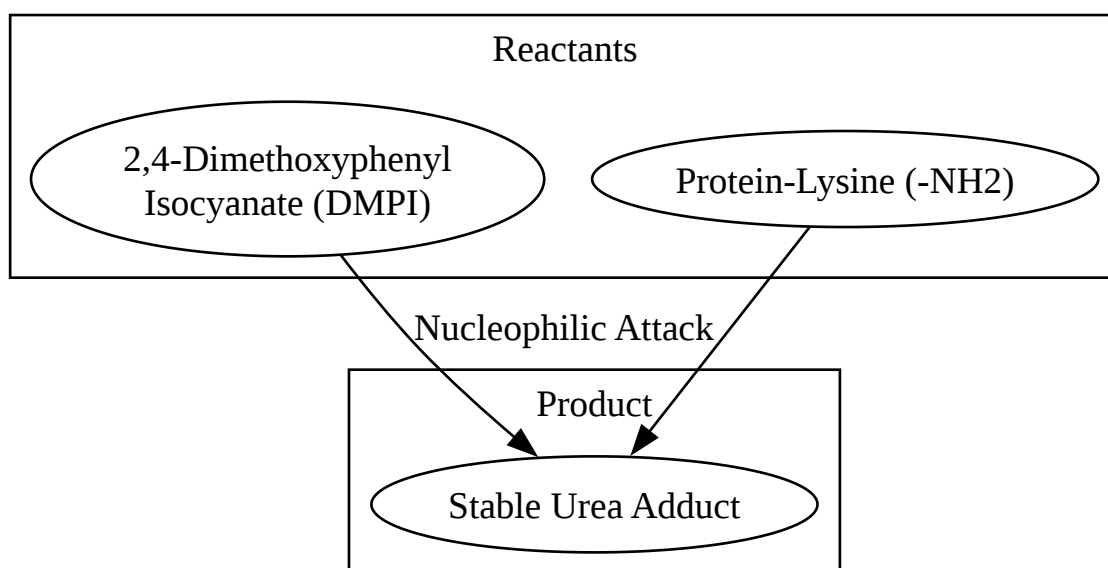 Reactants
2,4-Dimethoxyphenyl
Isocyanate (DMPI)
Protein-Lysine (-NH2)
Nucleophilic Attack
Product
Stable Urea Adduct